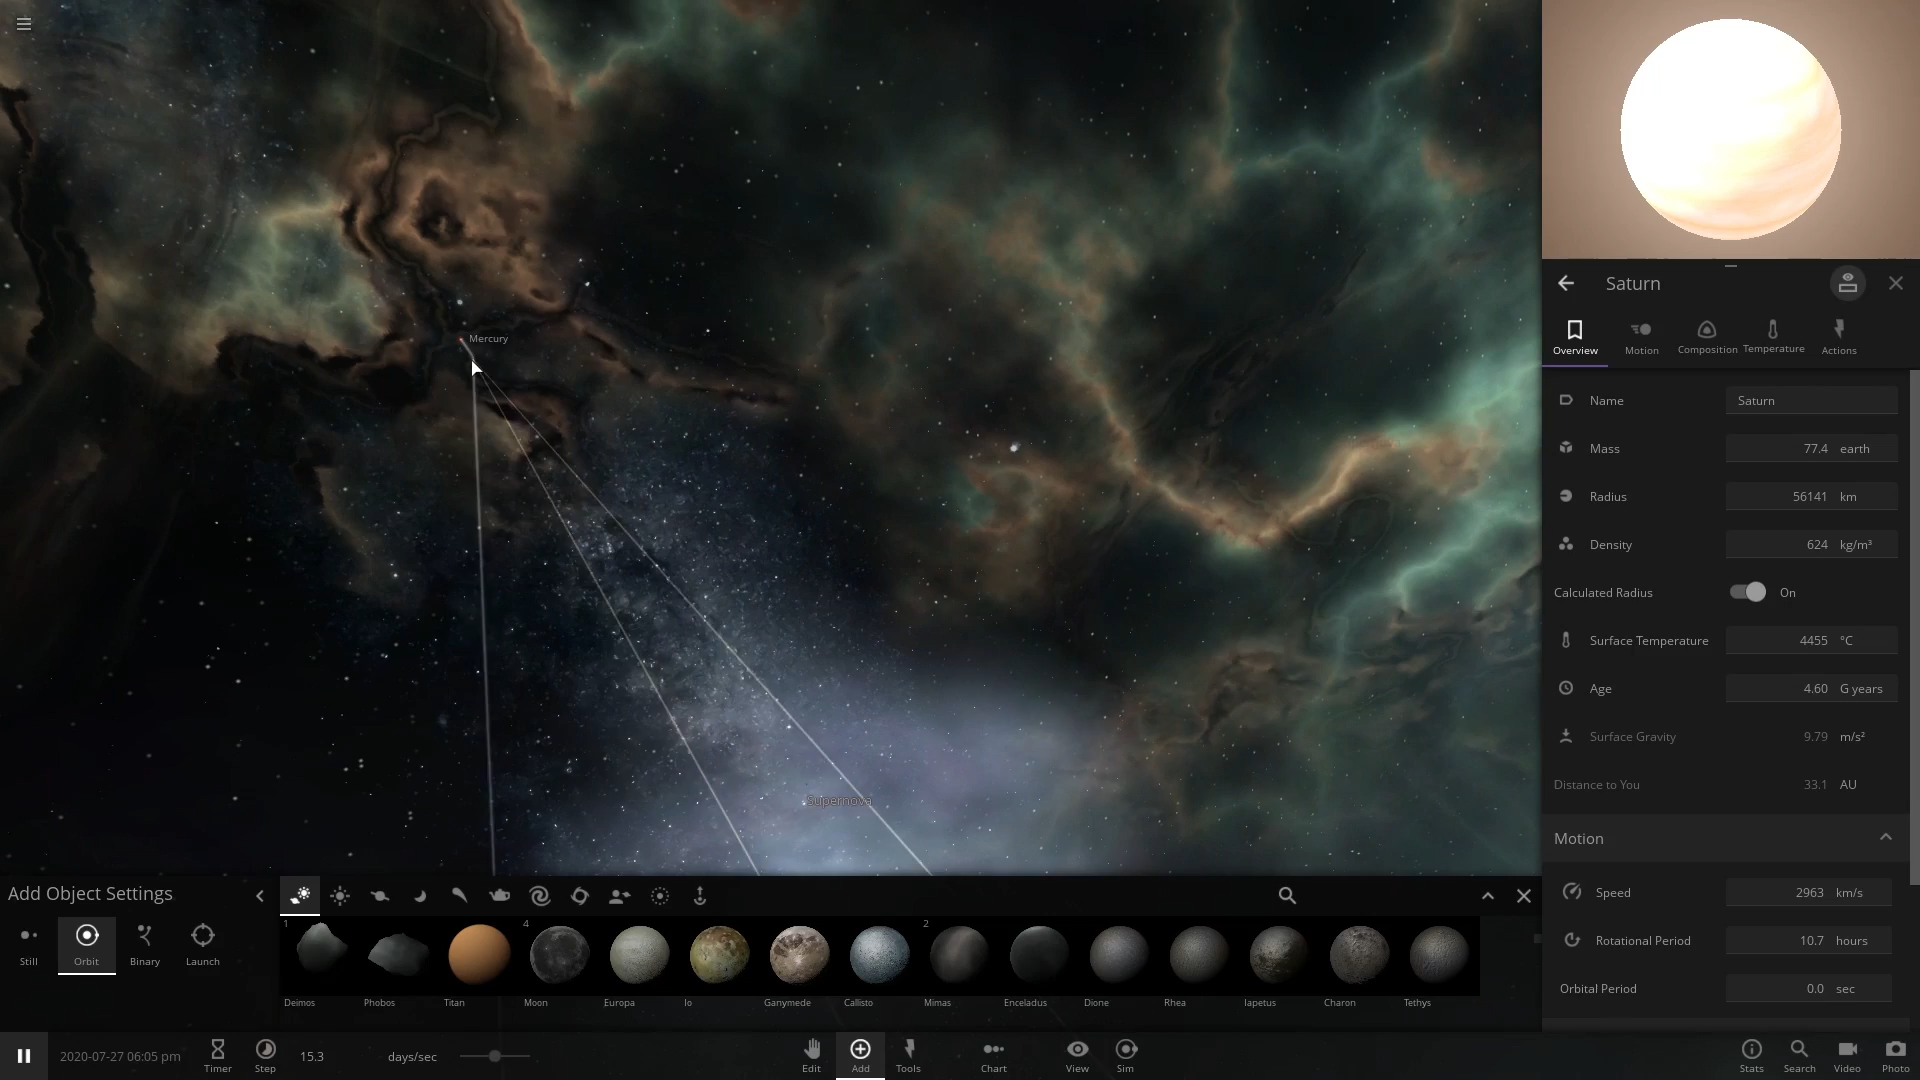 Mercury
Supernova
Saturn
Overview
Motion
Composition
Temperature
Actions
Name Saturn
Mass 77.4 earth
Radius 56141 km
Density 624 kg/m³
Calculated Radius On
Surface Temperature 4455 °C
Age 4.60 G years
Surface Gravity 9.79 m/s²
Distance to You 33.1 AU
Motion
Speed 2963 km/s
Rotational Period 10.7 hours
Orbital Period 0.0 sec
Add Object Settings
Still Orbit Binary Launch
1 4 2
Deimos Phobos Titan Moon Europa Io Ganymede Callisto Mimas Enceladus Dione Rhea Iapetus Charon Tethys
2020-07-27 06:05 pm Timer Step 15.3 days/sec Edit Add Tools Chart View Sim Stats Search Video Photo